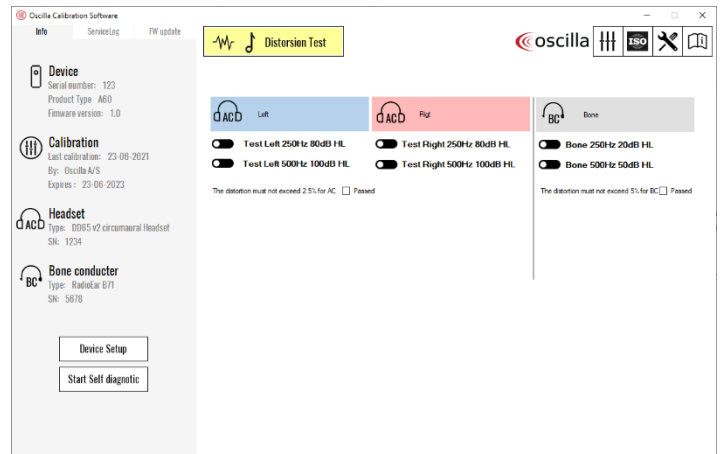 Oscilla Calibration Software
Info ServiceLog FW update
Distorsion Test
oscilla
ISO
Device
Serial number: 123
Product Type A60
Firmware version: 1.0
Calibration
Last calibration: 23-06-2021
By: Oscilla A/S
Expires: 23-06-2023
ACD Headset
Type: DD65 v2 circumaural Headset
SN: 1234
BC Bone conducter
Type: RadioEar B71
SN: 5678
Device Setup
Start Self diagnotic
AC Left
AC Rigt
BC Bone
Test Left 250Hz 80dB HL
Test Right 250Hz 80dB HL
Bone 250Hz 20dB HL
Test Left 500Hz 100dB HL
Test Right 500Hz 100dB HL
Bone 500Hz 50dB HL
The distortion must not exceed 2.5% for AC Passed
The distortion must not exceed 5% for BC Passed